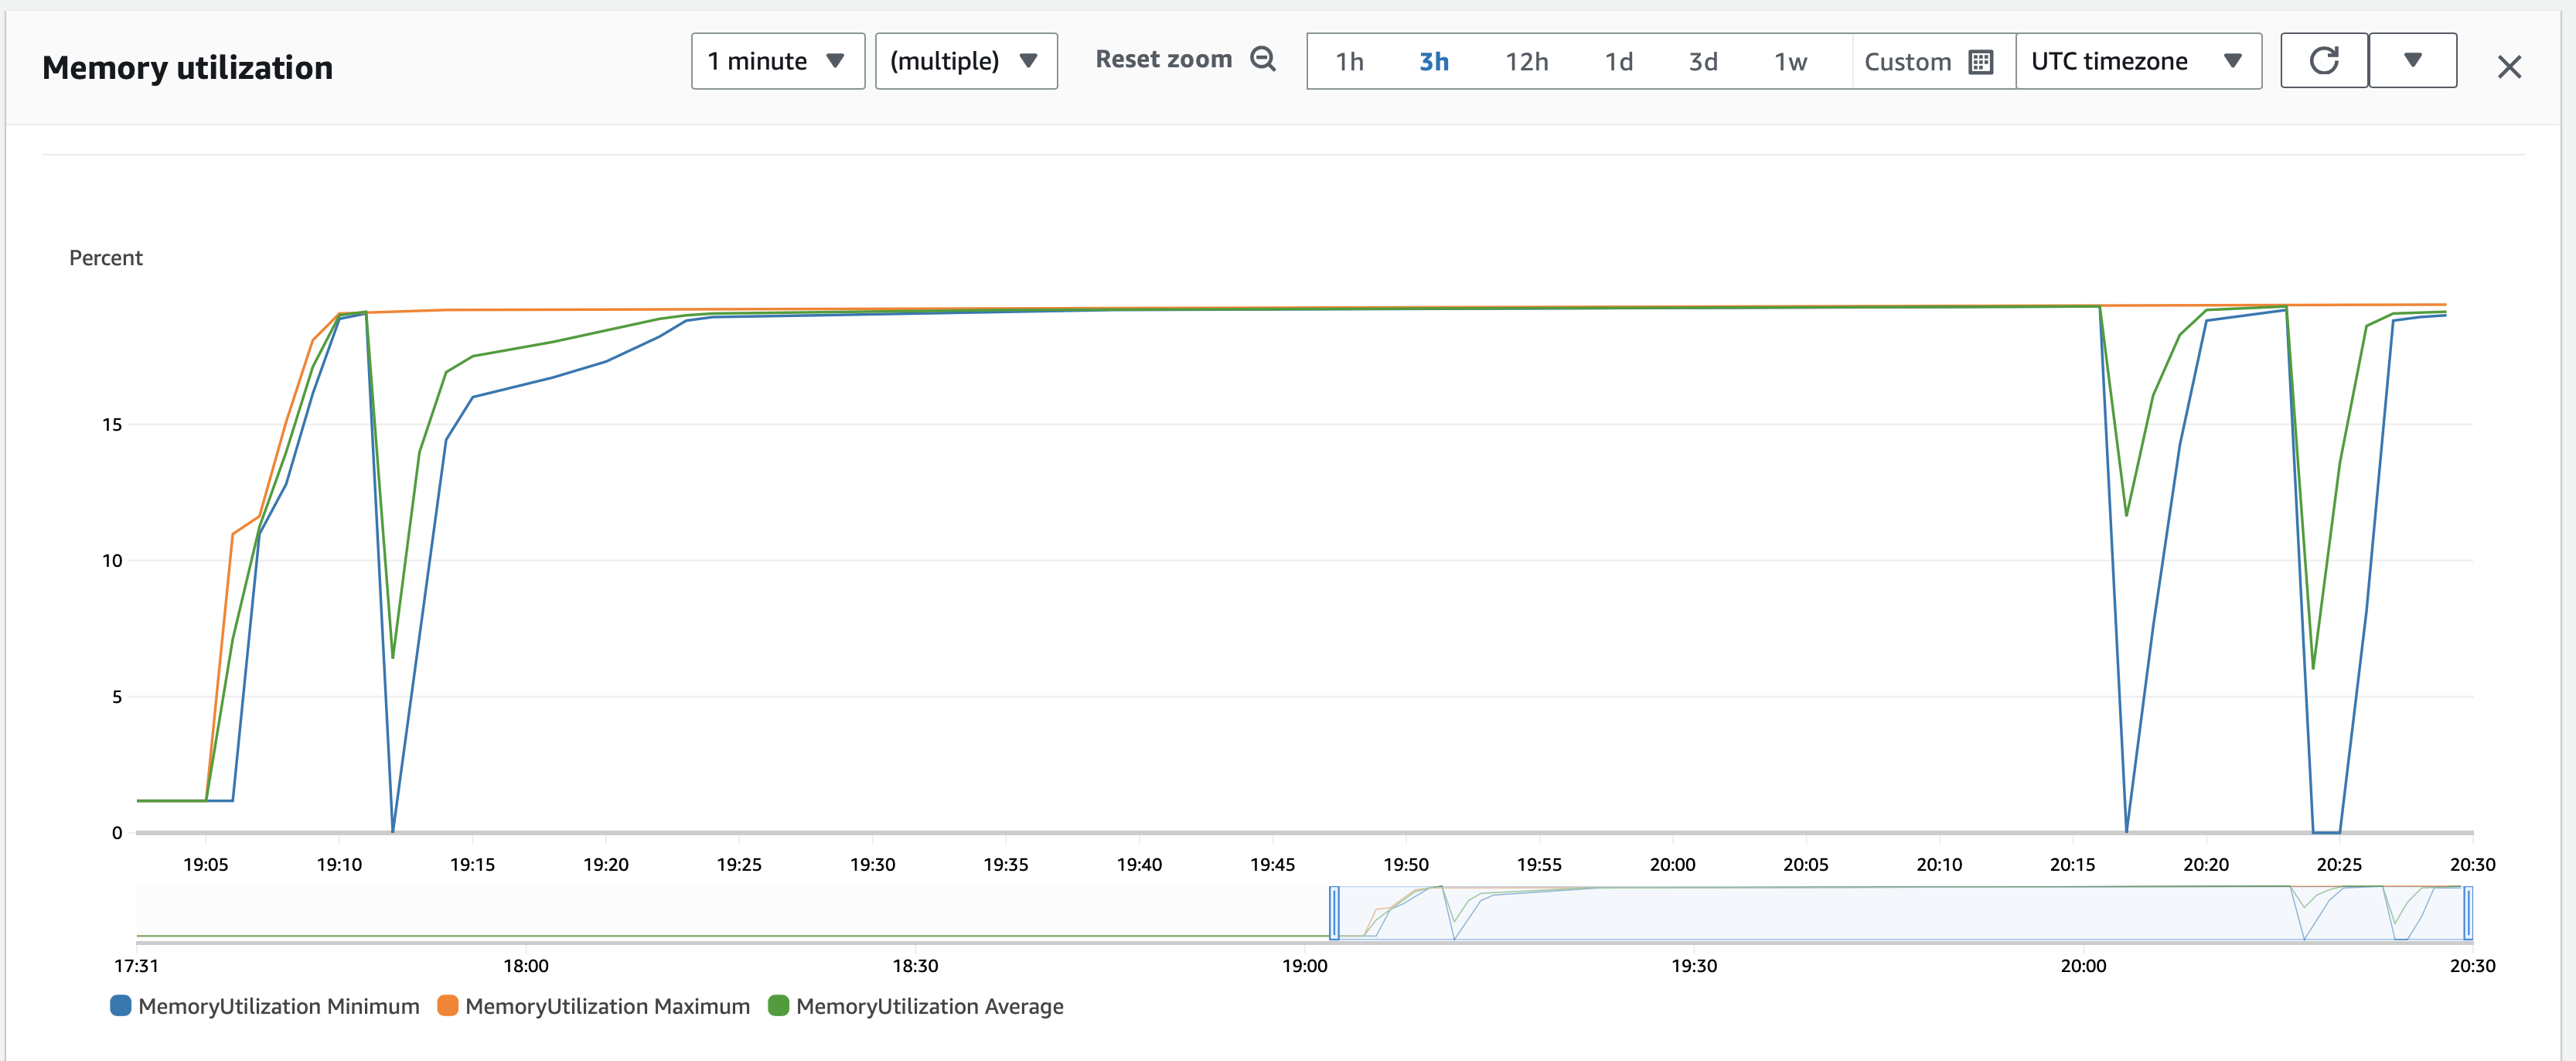 Memory utilization 1 minute (multiple) Reset zoom 1h 3h 12h 1d 3d 1w Custom UTC timezone
Percent
15
10
5
0
19:05 19:10 19:15 19:20 19:25 19:30 19:35 19:40 19:45 19:50 19:55 20:00 20:05 20:10 20:15 20:20 20:25 20:30
17:31 18:00 18:30 19:00 19:30 20:00 20:30
MemoryUtilization Minimum MemoryUtilization Maximum MemoryUtilization Average